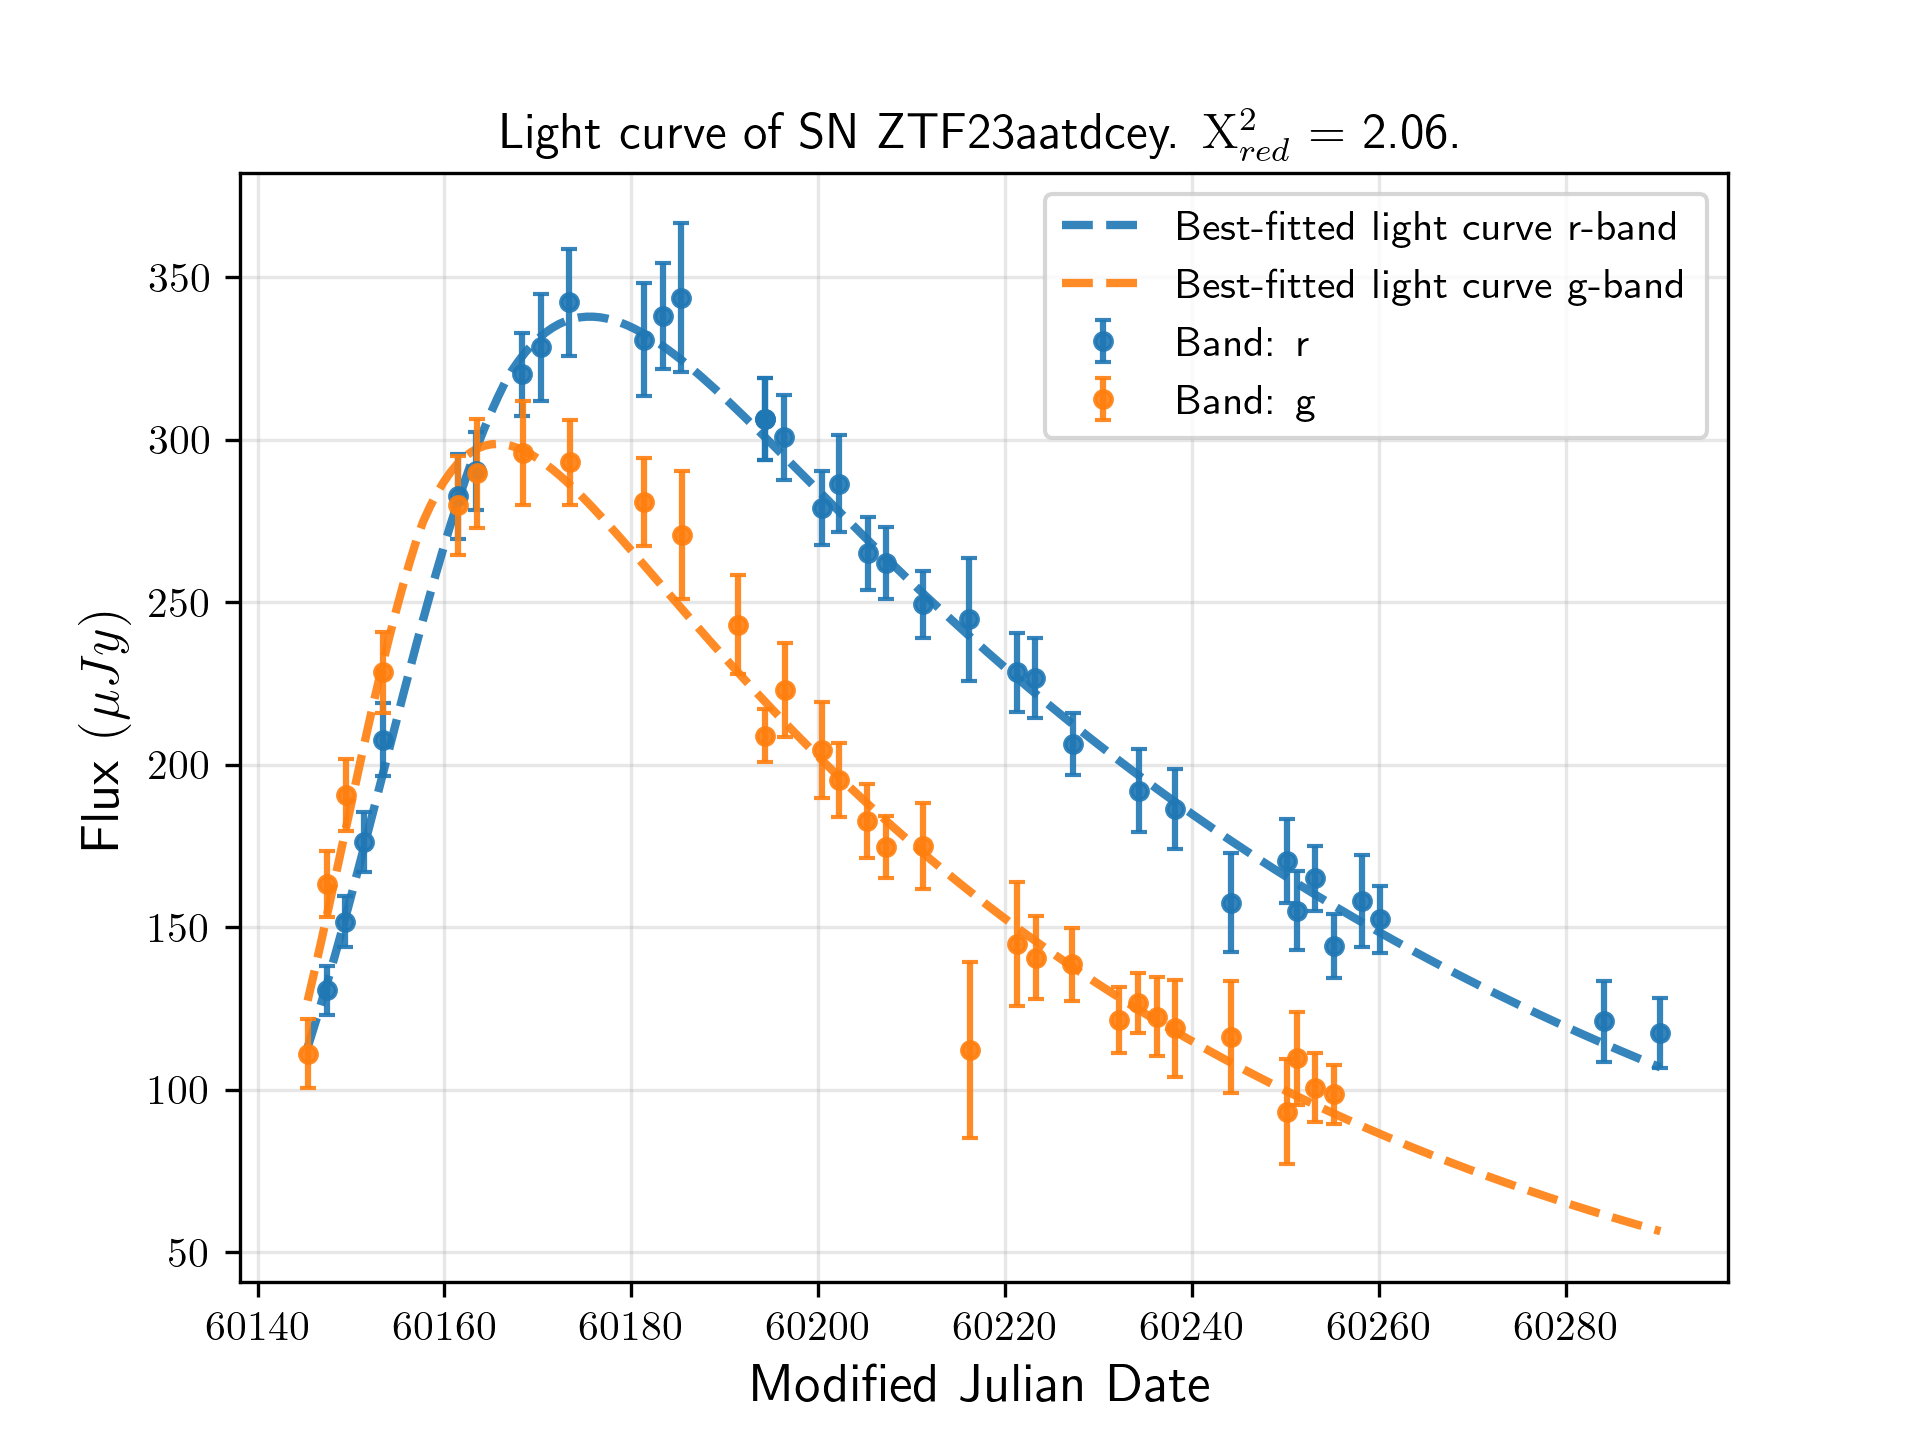 Light curve of SN ZTF23aatdcey. X²_red = 2.06.
Best-fitted light curve r-band
Best-fitted light curve g-band
Band: r
Band: g
Flux (μJy)
350
300
250
200
150
100
50
60140 60160 60180 60200 60220 60240 60260 60280
Modified Julian Date